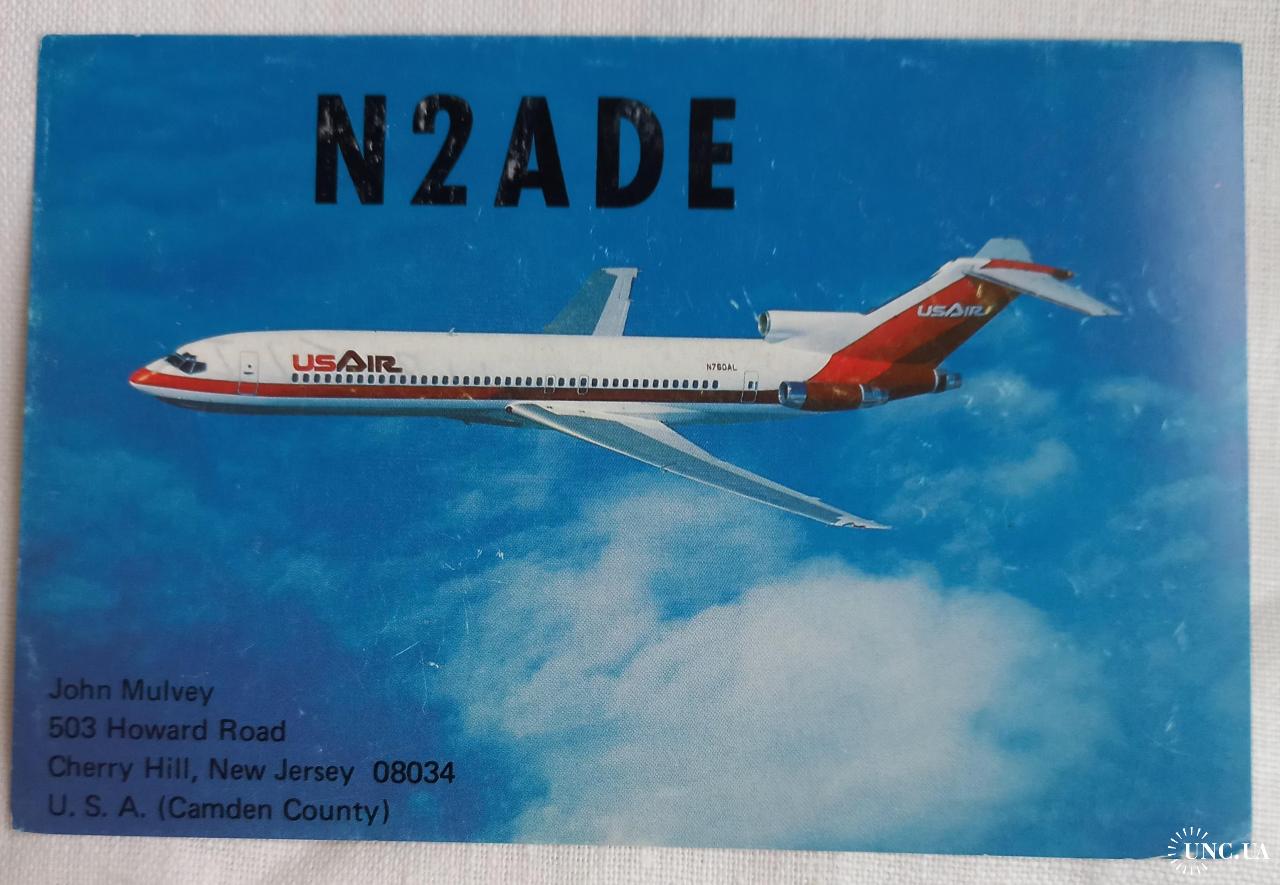 N2ADE
USAIR
USAIR
N760AL
John Mulvey
503 Howard Road
Cherry Hill, New Jersey 08034
U. S. A. (Camden County)
UNC.UA